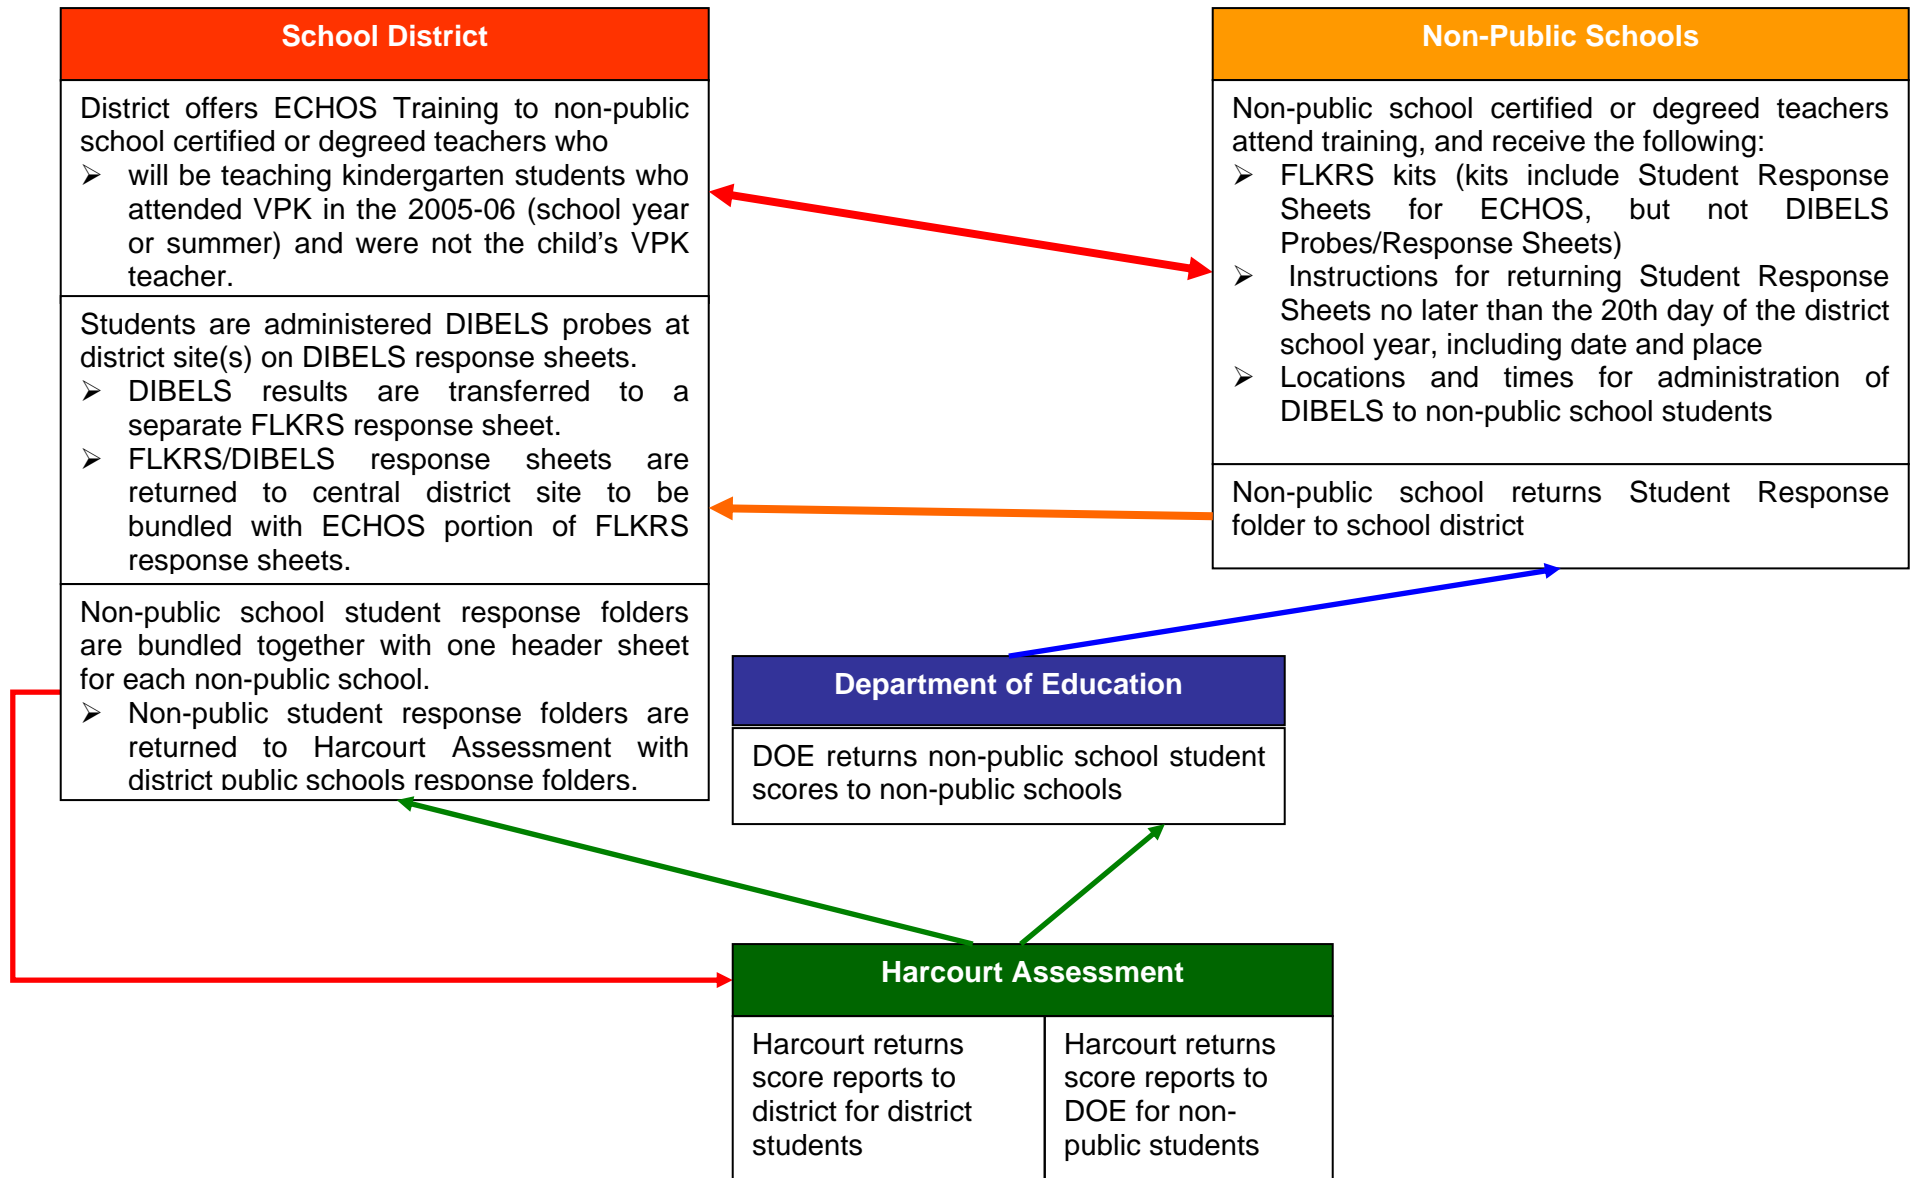 School District
District offers ECHOS Training to non-public
school certified or degreed teachers who
➢ will be teaching kindergarten students who
attended VPK in the 2005-06 (school year
or summer) and were not the child's VPK
teacher.
Students are administered DIBELS probes at
district site(s) on DIBELS response sheets.
➢ DIBELS results are transferred to a
separate FLKRS response sheet.
➢ FLKRS/DIBELS response sheets are
returned to central district site to be
bundled with ECHOS portion of FLKRS
response sheets.
Non-public school student response folders
are bundled together with one header sheet
for each non-public school.
➢ Non-public student response folders are
returned to Harcourt Assessment with
district public schools response folders.
Non-Public Schools
Non-public school certified or degreed teachers
attend training, and receive the following:
➢ FLKRS kits (kits include Student Response
Sheets for ECHOS, but not DIBELS
Probes/Response Sheets)
➢ Instructions for returning Student Response
Sheets no later than the 20th day of the district
school year, including date and place
➢ Locations and times for administration of
DIBELS to non-public school students
Non-public school returns Student Response
folder to school district
Department of Education
DOE returns non-public school student
scores to non-public schools
Harcourt Assessment
Harcourt returns
score reports to
district for district
students
Harcourt returns
score reports to
DOE for non-
public students